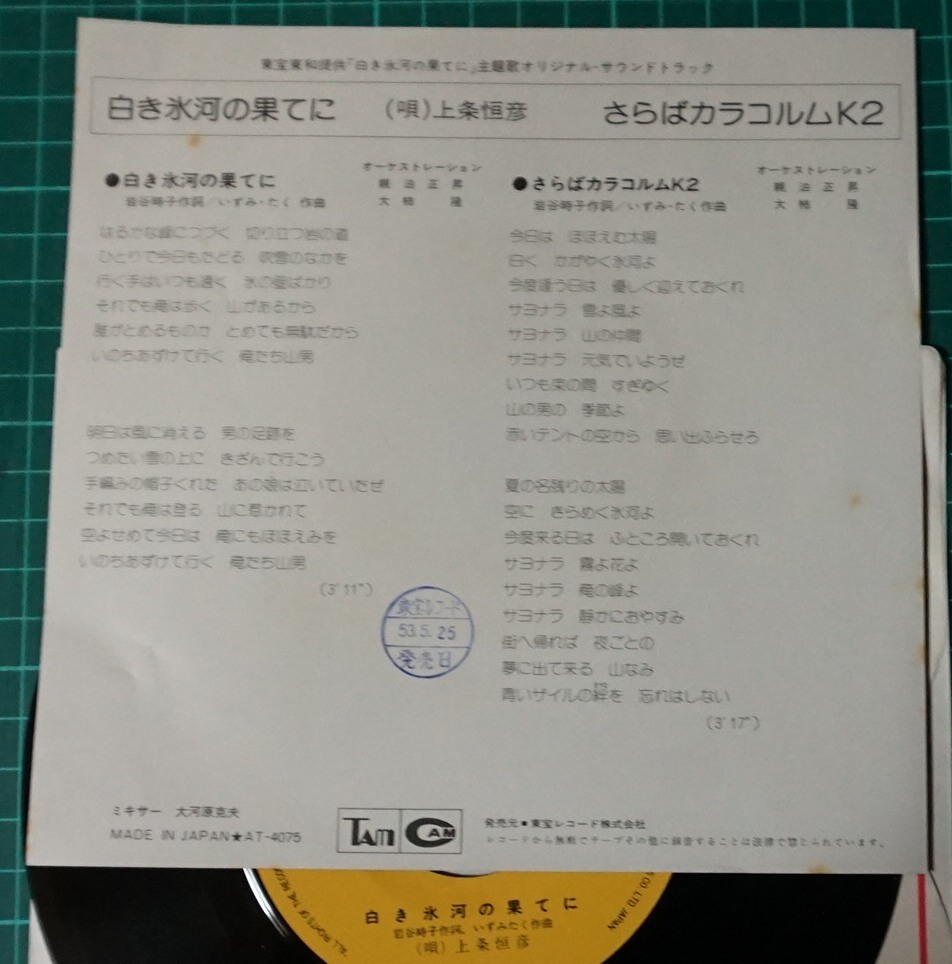 東宝東和提供「白き氷河の果てに」主題歌オリジナル・サウンドトラック
白き氷河の果てに (唄)上条恒彦 さらばカラコルムK2
●白き氷河の果てに
岩谷時子作詞/いずみ・たく 作曲
オーケストレーション
親泊正昇
大柿 隆
はるかな峰につづく 切り立つ岩の道
ひとりで今日もたどる 吹雪のなかを
行く手はいつも遠く 氷の壁ばかり
それでも俺は歩く 山があるから
誰がとめるものか とめても無駄だから
いのちあずけて行く 俺たち山男
明日は風に消える 男の足跡を
つめたい雪の上に きざんで行こう
手編みの帽子くれた あの娘は泣いていたぜ
それでも俺は登る 山に惹かれて
空よせめて今日は 俺にもほほえみを
いのちあずけて行く 俺たち山男
(3'11")
●さらばカラコルムK2
岩谷時子作詞/いずみ・たく作曲
オーケストレーション
親泊正昇
大柿 隆
今日は ほほえむ太陽
白く かがやく氷河よ
今度逢う日は 優しく迎えておくれ
サヨナラ 雪よ風よ
サヨナラ 山の仲間
サヨナラ 元気でいようぜ
いつも束の間 すぎゆく
山の男の 季節よ
赤いテントの空から 思い出ふらせろ
夏の名残りの太陽
空に きらめく氷河よ
今度来る日は ふところ開いておくれ
サヨナラ 霧よ花よ
サヨナラ 俺の峰よ
サヨナラ 静かにおやすみ
街へ帰れば 夜ごとの
夢に出て来る 山なみ
青いザイルの絆を 忘れはしない
(3'17")
東宝レコード
53.5.25
発売日
ミキサー 大河原克夫
MADE IN JAPAN★AT-4075
TAM
GAM
発売元●東宝レコード株式会社
レコードから無断でテープその他に録音することは法律で禁じられています。
白き氷河の果てに
岩谷時子作詞、いずみたく作曲
(唄)上条恒彦
"ALL RIGHTS OF THE
CO., LTD. JAPAN